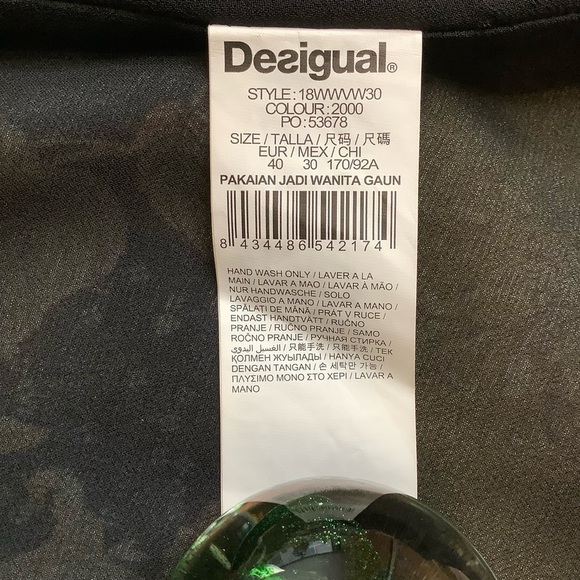 Desigual®
STYLE:18WWVW30
COLOUR:2000
PO:53678
SIZE / TALLA / 尺码 / 尺碼
EUR / MEX / CHI
40 30 170/92A
PAKAIAN JADI WANITA GAUN
8 434486 542174
HAND WASH ONLY / LAVER A LA
MAIN / LAVAR A MAO / LAVAR À MÃO /
NUR HANDWASCHE / SOLO
LAVAGGIO A MANO / LAVAR A MANO /
SPĂLAȚI DE MÂNĂ / PRÁT V RUCE /
ENDAST HANDTVÄTT / RUČNO
PRANJE / RUČNO PRANJE / SAMO
ROČNO PRANJE / РУЧНАЯ СТИРКА /
الغسيل اليدوي / 只能手洗 / 只能手洗 / ТЕК
ҚОЛМЕН ЖУЫЛАДЫ / HANYA CUCI
DENGAN TANGAN / 손 세탁만 가능 /
ΠΛΥΣΙΜΟ ΜΟΝΟ ΣΤΟ ΧΕΡΙ / LAVAR A
MANO